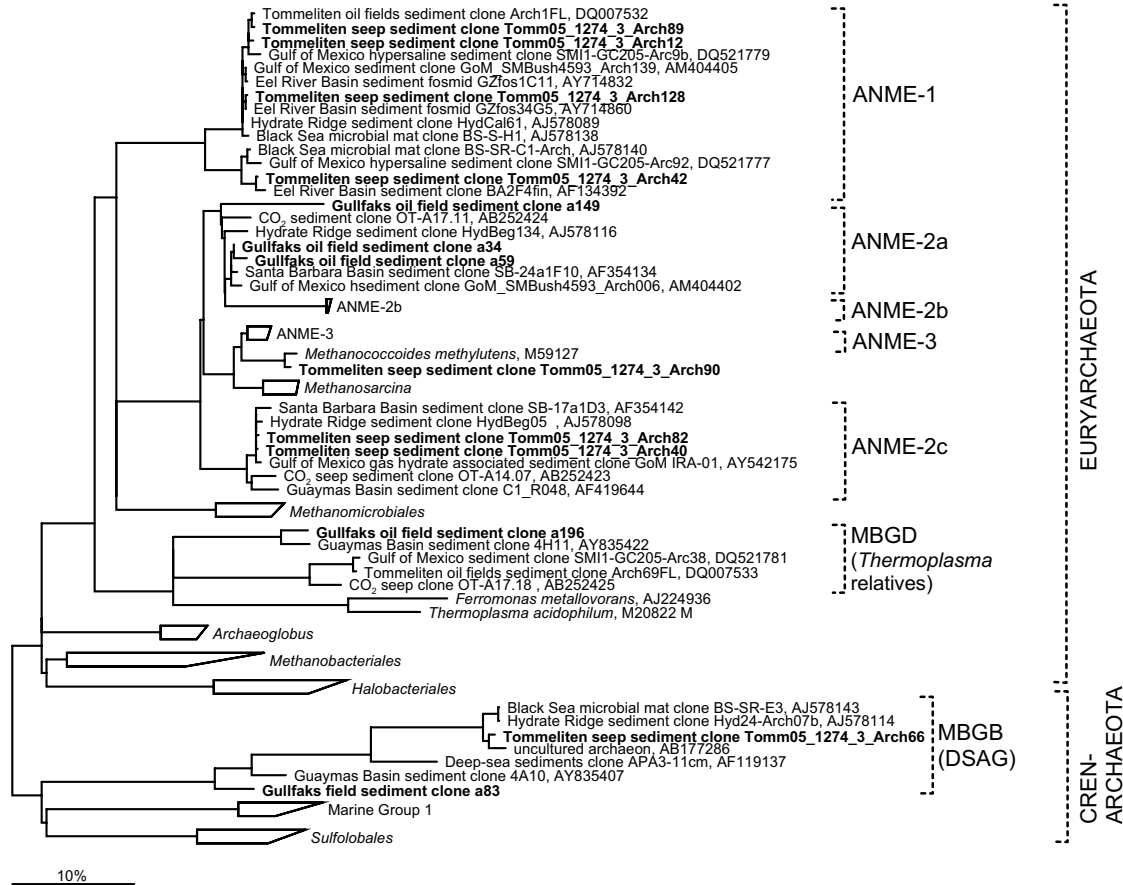 Tommeliten oil fields sediment clone Arch1FL, DQ007532
Tommeliten seep sediment clone Tomm05_1274_3_Arch89
Tommeliten seep sediment clone Tomm05_1274_3_Arch12
Gulf of Mexico hypersaline sediment clone SMI1-GC205-Arc9b, DQ521779
Gulf of Mexico sediment clone GoM_SMBush4593_Arch139, AM404405
Eel River Basin sediment fosmid GZfos1C11, AY714832
Tommeliten seep sediment clone Tomm05_1274_3_Arch128
Eel River Basin sediment fosmid GZfos34G5, AY714860
Hydrate Ridge sediment clone HydCal61, AJ578089
Black Sea microbial mat clone BS-S-H1, AJ578138
Black Sea microbial mat clone BS-SR-C1-Arch, AJ578140
Gulf of Mexico hypersaline sediment clone SMI1-GC205-Arc92, DQ521777
Tommeliten seep sediment clone Tomm05_1274_3_Arch42
Eel River Basin sediment clone BA2F4fin, AF134392
ANME-1
Gullfaks oil field sediment clone a149
CO2 sediment clone OT-A17.11, AB252424
Hydrate Ridge sediment clone HydBeg134, AJ578116
Gullfaks oil field sediment clone a34
Gullfaks oil field sediment clone a59
Santa Barbara Basin sediment clone SB-24a1F10, AF354134
Gulf of Mexico hsediment clone GoM_SMBush4593_Arch006, AM404402
ANME-2a
ANME-2b
ANME-2b
ANME-3
ANME-3
Methanococcoides methylutens, M59127
Tommeliten seep sediment clone Tomm05_1274_3_Arch90
Methanosarcina
Santa Barbara Basin sediment clone SB-17a1D3, AF354142
Hydrate Ridge sediment clone HydBeg05 , AJ578098
Tommeliten seep sediment clone Tomm05_1274_3_Arch82
Tommeliten seep sediment clone Tomm05_1274_3_Arch40
Gulf of Mexico gas hydrate associated sediment clone GoM IRA-01, AY542175
CO2 seep sediment clone OT-A14.07, AB252423
Guaymas Basin sediment clone C1_R048, AF419644
ANME-2c
Methanomicrobiales
Gullfaks oil field sediment clone a196
Guaymas Basin sediment clone 4H11, AY835422
Gulf of Mexico sediment clone SMI1-GC205-Arc38, DQ521781
Tommeliten oil fields sediment clone Arch69FL, DQ007533
CO2 seep clone OT-A17.18 , AB252425
Ferromonas metallovorans, AJ224936
Thermoplasma acidophilum, M20822 M
MBGD
(Thermoplasma
relatives)
Archaeoglobus
Methanobacteriales
Halobacteriales
EURYARCHAEOTA
Black Sea microbial mat clone BS-SR-E3, AJ578143
Hydrate Ridge sediment clone Hyd24-Arch07b, AJ578114
Tommeliten seep sediment clone Tomm05_1274_3_Arch66
uncultured archaeon, AB177286
Deep-sea sediments clone APA3-11cm, AF119137
Guaymas Basin sediment clone 4A10, AY835407
Gullfaks field sediment clone a83
MBGB
(DSAG)
Marine Group 1
Sulfolobales
CREN-
ARCHAEOTA
10%